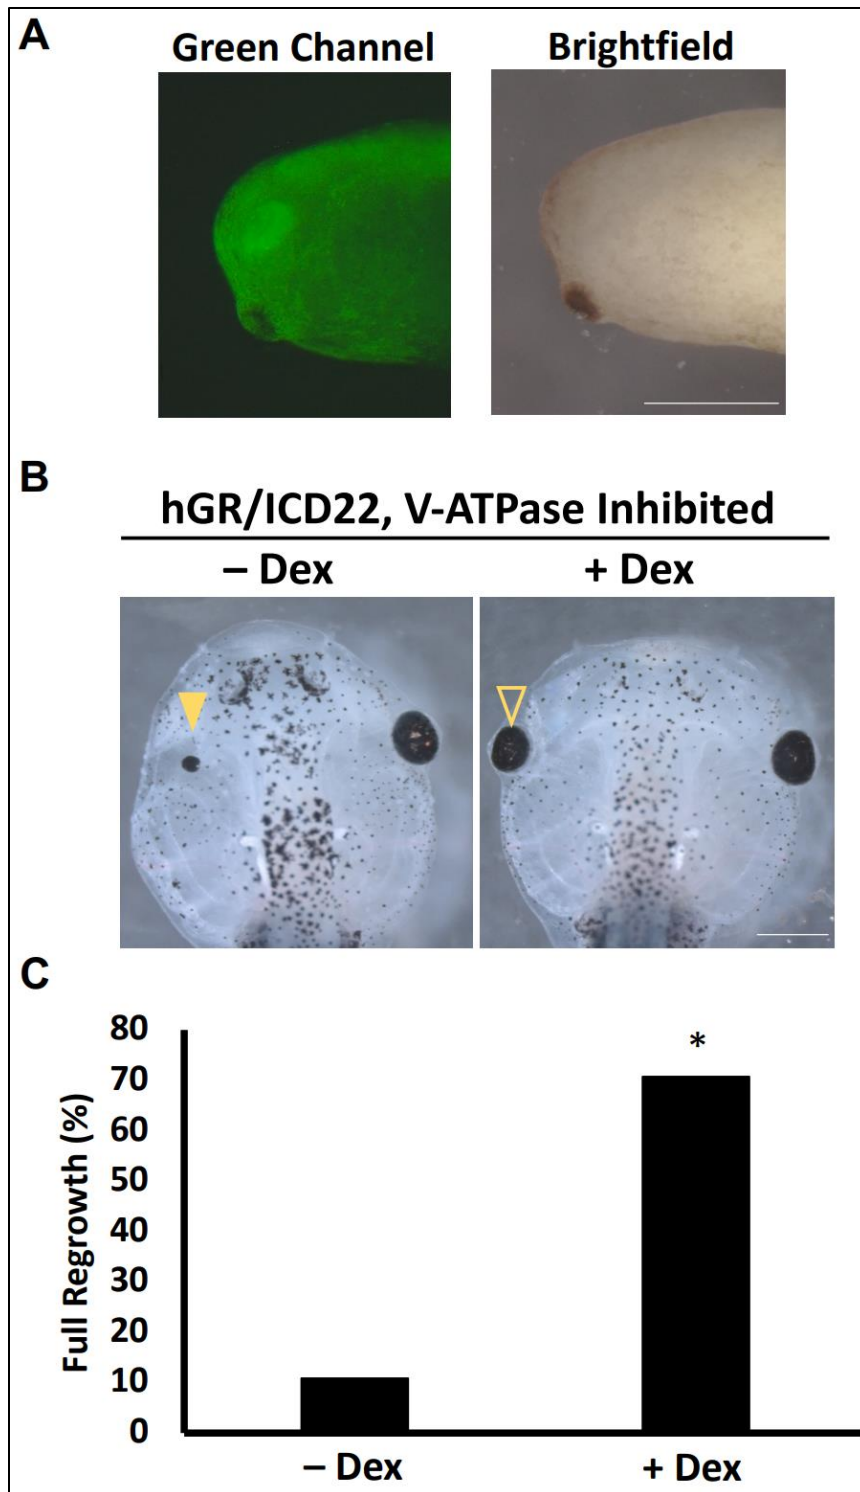 A
Green Channel
Brightfield
B
hGR/ICD22, V-ATPase Inhibited
– Dex
+ Dex
C
Full Regrowth (%)
80
70
60
50
40
30
20
10
0
*
– Dex
+ Dex